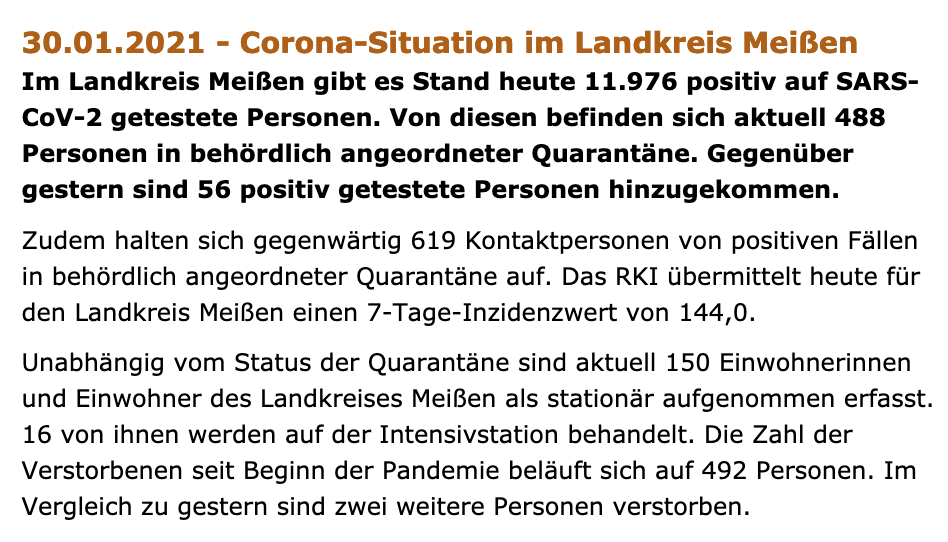 30.01.2021 - Corona-Situation im Landkreis Meißen
Im Landkreis Meißen gibt es Stand heute 11.976 positiv auf SARS-
CoV-2 getestete Personen. Von diesen befinden sich aktuell 488
Personen in behördlich angeordneter Quarantäne. Gegenüber
gestern sind 56 positiv getestete Personen hinzugekommen.
Zudem halten sich gegenwärtig 619 Kontaktpersonen von positiven Fällen
in behördlich angeordneter Quarantäne auf. Das RKI übermittelt heute für
den Landkreis Meißen einen 7-Tage-Inzidenzwert von 144,0.
Unabhängig vom Status der Quarantäne sind aktuell 150 Einwohnerinnen
und Einwohner des Landkreises Meißen als stationär aufgenommen erfasst.
16 von ihnen werden auf der Intensivstation behandelt. Die Zahl der
Verstorbenen seit Beginn der Pandemie beläuft sich auf 492 Personen. Im
Vergleich zu gestern sind zwei weitere Personen verstorben.